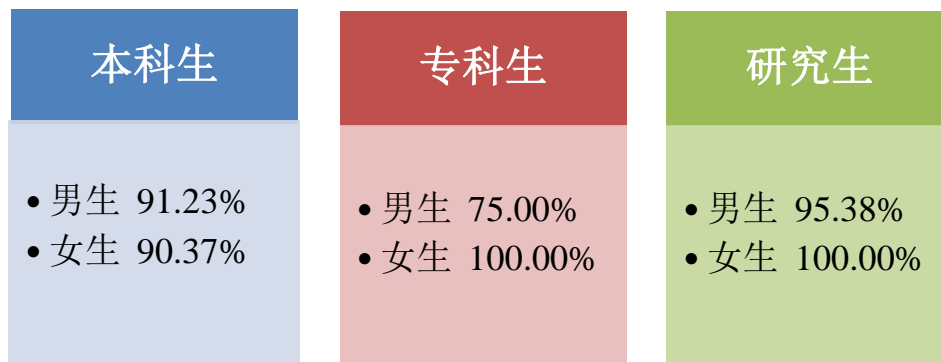 本科生
• 男生 91.23%
• 女生 90.37%
专科生
• 男生 75.00%
• 女生 100.00%
研究生
• 男生 95.38%
• 女生 100.00%